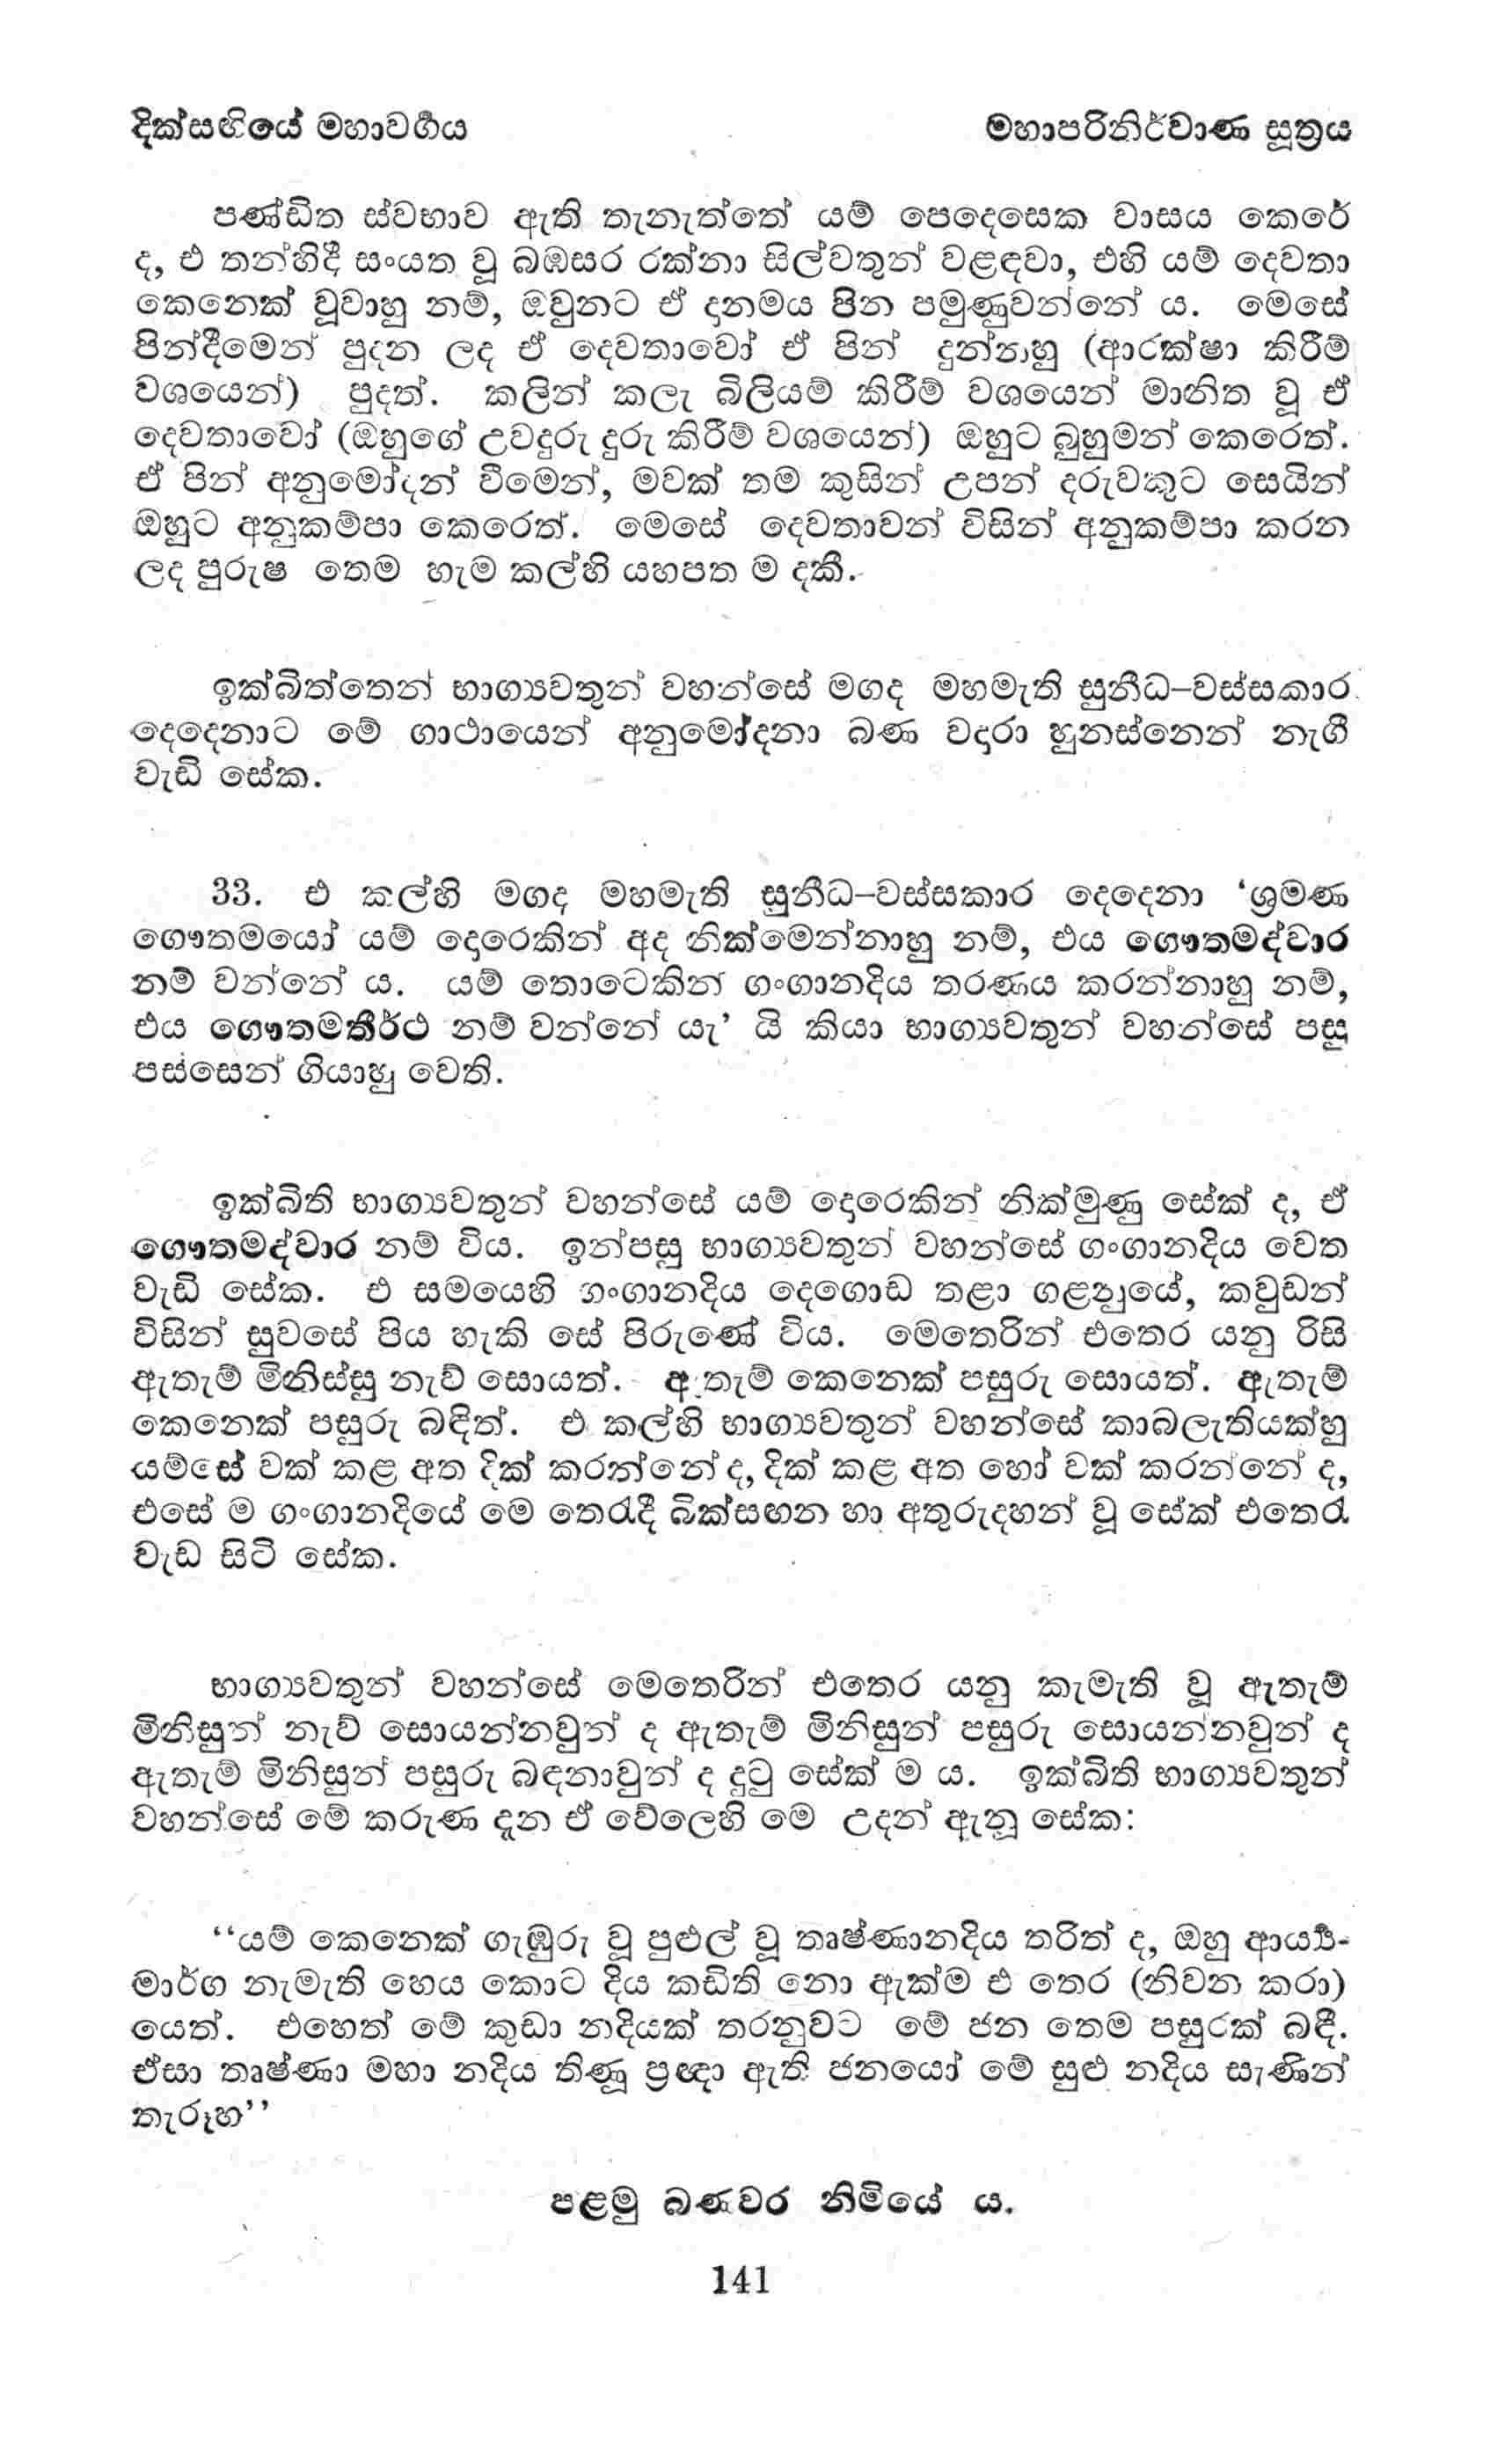 දික්සඟියේ මහාවර්ගය
මහාපරිනිර්වාණ සූත්‍රය
පණ්ඩිත ස්වභාව ඇති තැනැත්තේ යම් පෙදෙසෙක වාසය කෙරේ
ද, එ තන්හිදී සංයත වූ බඹසර රක්නා සිල්වතුන් වළඳවා, එහි යම් දෙවතා
කෙනෙක් වූවාහු නම්, ඔවුනට ඒ දානමය පින පමුණුවන්නේ ය. මෙසේ
පින්දීමෙන් පුදන ලද ඒ දෙවතාවෝ ඒ පින් දුන්නාහු (ආරක්ෂා කිරීම්
වශයෙන්) පුදත්. කලින් කලැ බිලියම් කිරීම් වශයෙන් මානිත වූ ඒ
දෙවතාවෝ (ඔහුගේ උවදුරු දුරු කිරීම් වශයෙන්) ඔහුට බුහුමන් කෙරෙත්.
ඒ පින් අනුමෝදන් වීමෙන්, මවක් තම කුසින් උපන් දරුවකුට සෙයින්
ඔහුට අනුකම්පා කෙරෙත්. මෙසේ දෙවතාවන් විසින් අනුකම්පා කරන
ලද පුරුෂ තෙම හැම කල්හි යහපත ම දකී.
ඉක්බිත්තෙන් භාග්‍යවතුන් වහන්සේ මගද මහමැති සුනීධ–වස්සකාර
දෙදෙනාට මේ ගාථායෙන් අනුමෝදනා බණ වදාරා හුනස්නෙන් නැගී
වැඩි සේක.
33. එ කල්හි මගද මහමැති සුනීධ–වස්සකාර දෙදෙනා ‘ශ්‍රමණ
ගෞතමයෝ යම් දොරෙකින් අද නික්මෙන්නාහු නම්, එය ගෞතමද්වාර
නම් වන්නේ ය. යම් තොටෙකින් ගංගානදිය තරණය කරන්නාහු නම්,
එය ගෞතමතීර්ථ නම් වන්නේ යැ’ යි කියා භාග්‍යවතුන් වහන්සේ පසු
පස්සෙන් ගියාහු වෙති.
ඉක්බිති භාග්‍යවතුන් වහන්සේ යම් දොරෙකින් නික්මුණු සේක් ද, ඒ
ගෞතමද්වාර නම් විය. ඉන්පසු භාග්‍යවතුන් වහන්සේ ගංගානදිය වෙත
වැඩි සේක. එ සමයෙහි ගංගානදිය දෙගොඩ තළා ගළනුයේ, කවුඩන්
විසින් සුවසේ පිය හැකි සේ පිරුණේ විය. මෙතෙරින් එතෙර යනු රිසි
ඇතැම් මිනිස්සු නැව් සොයත්. ඇතැම් කෙනෙක් පසුරු සොයත්. ඇතැම්
කෙනෙක් පසුරු බඳිත්. එ කල්හි භාග්‍යවතුන් වහන්සේ කාබලැතියක්හු
යම්සේ වක් කළ අත දික් කරන්නේ ද, දික් කළ අත හෝ වක් කරන්නේ ද,
එසේ ම ගංගානදියේ මෙ තෙරැදී බික්සඟන හා අතුරුදහන් වූ සේක් එතෙරැ
වැඩ සිටි සේක.
භාග්‍යවතුන් වහන්සේ මෙතෙරින් එතෙර යනු කැමැති වූ ඇතැම්
මිනිසුන් නැව් සොයන්නවුන් ද ඇතැම් මිනිසුන් පසුරු සොයන්නවුන් ද
ඇතැම් මිනිසුන් පසුරු බඳනාවුන් ද දුටු සේක් ම ය. ඉක්බිති භාග්‍යවතුන්
වහන්සේ මේ කරුණ දැන ඒ වේලෙහි මෙ උදන් ඇනූ සේක:
‘‘යම් කෙනෙක් ගැඹුරු වූ පුළුල් වූ තෘෂ්ණානදිය තරිත් ද, ඔහු ආර්‍ය්‍ය-
මාර්ග නැමැති හෙය කොට දිය කඩිති නො ඇක්ම එ තෙර (නිවන කරා)
යෙත්. එහෙත් මේ කුඩා නදියක් තරනුවට මේ ජන තෙම පසුරක් බඳී.
ඒසා තෘෂ්ණා මහා නදිය තිණූ ප්‍රඥා ඇති ජනයෝ මේ සුළු නදිය සැණින්
තැරූහ’’
පළමු බණවර නිමියේ ය.
141